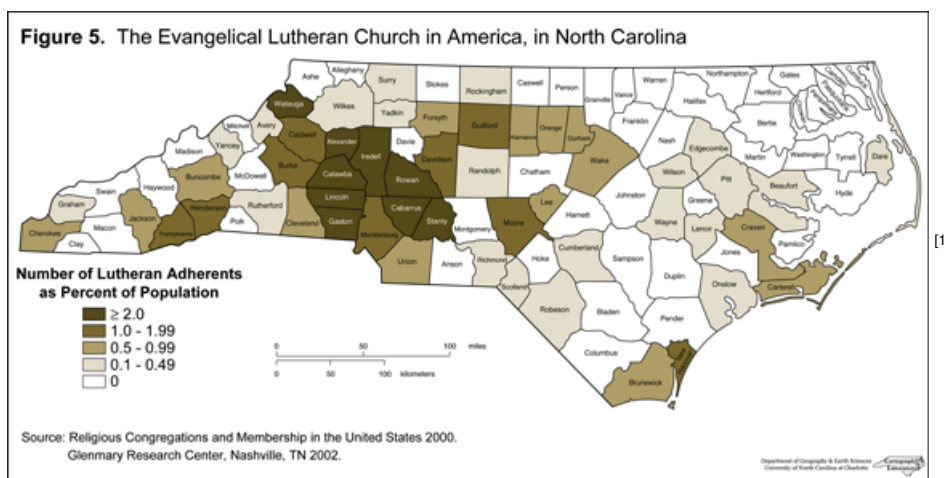 Figure 5. The Evangelical Lutheran Church in America, in North Carolina
Ashe
Alleghany
Surry
Stokes
Rockingham
Caswell
Person
Granville
Vance
Warren
Northampton
Gates
Hertford
Halifax
Bertie
Watauga
Wilkes
Yadkin
Forsyth
Guilford
Alamance
Orange
Durham
Franklin
Nash
Edgecombe
Martin
Washington
Tyrrell
Dare
Mitchell
Avery
Caldwell
Alexander
Iredell
Davie
Davidson
Randolph
Chatham
Wake
Wilson
Pitt
Beaufort
Hyde
Madison
Yancey
Burke
Catawba
Rowan
Haywood
Buncombe
McDowell
Lincoln
Lee
Johnston
Greene
Swain
Graham
Jackson
Henderson
Rutherford
Cleveland
Gaston
Cabarrus
Stanly
Montgomery
Moore
Harnett
Wayne
Lenoir
Craven
Pamlico
Cherokee
Macon
Clay
Transylvania
Polk
Mecklenburg
Union
Anson
Richmond
Hoke
Cumberland
Sampson
Duplin
Jones
Carteret
Scotland
Robeson
Bladen
Pender
Onslow
Columbus
Brunswick
New Hanover
Number of Lutheran Adherents
as Percent of Population
≥ 2.0
1.0 - 1.99
0.5 - 0.99
0.1 - 0.49
0
0 50 100 miles
0 50 100 kilometers
Source: Religious Congregations and Membership in the United States 2000.
Glenmary Research Center, Nashville, TN 2002.
Department of Geography & Earth Sciences
University of North Carolina at Charlotte
[1